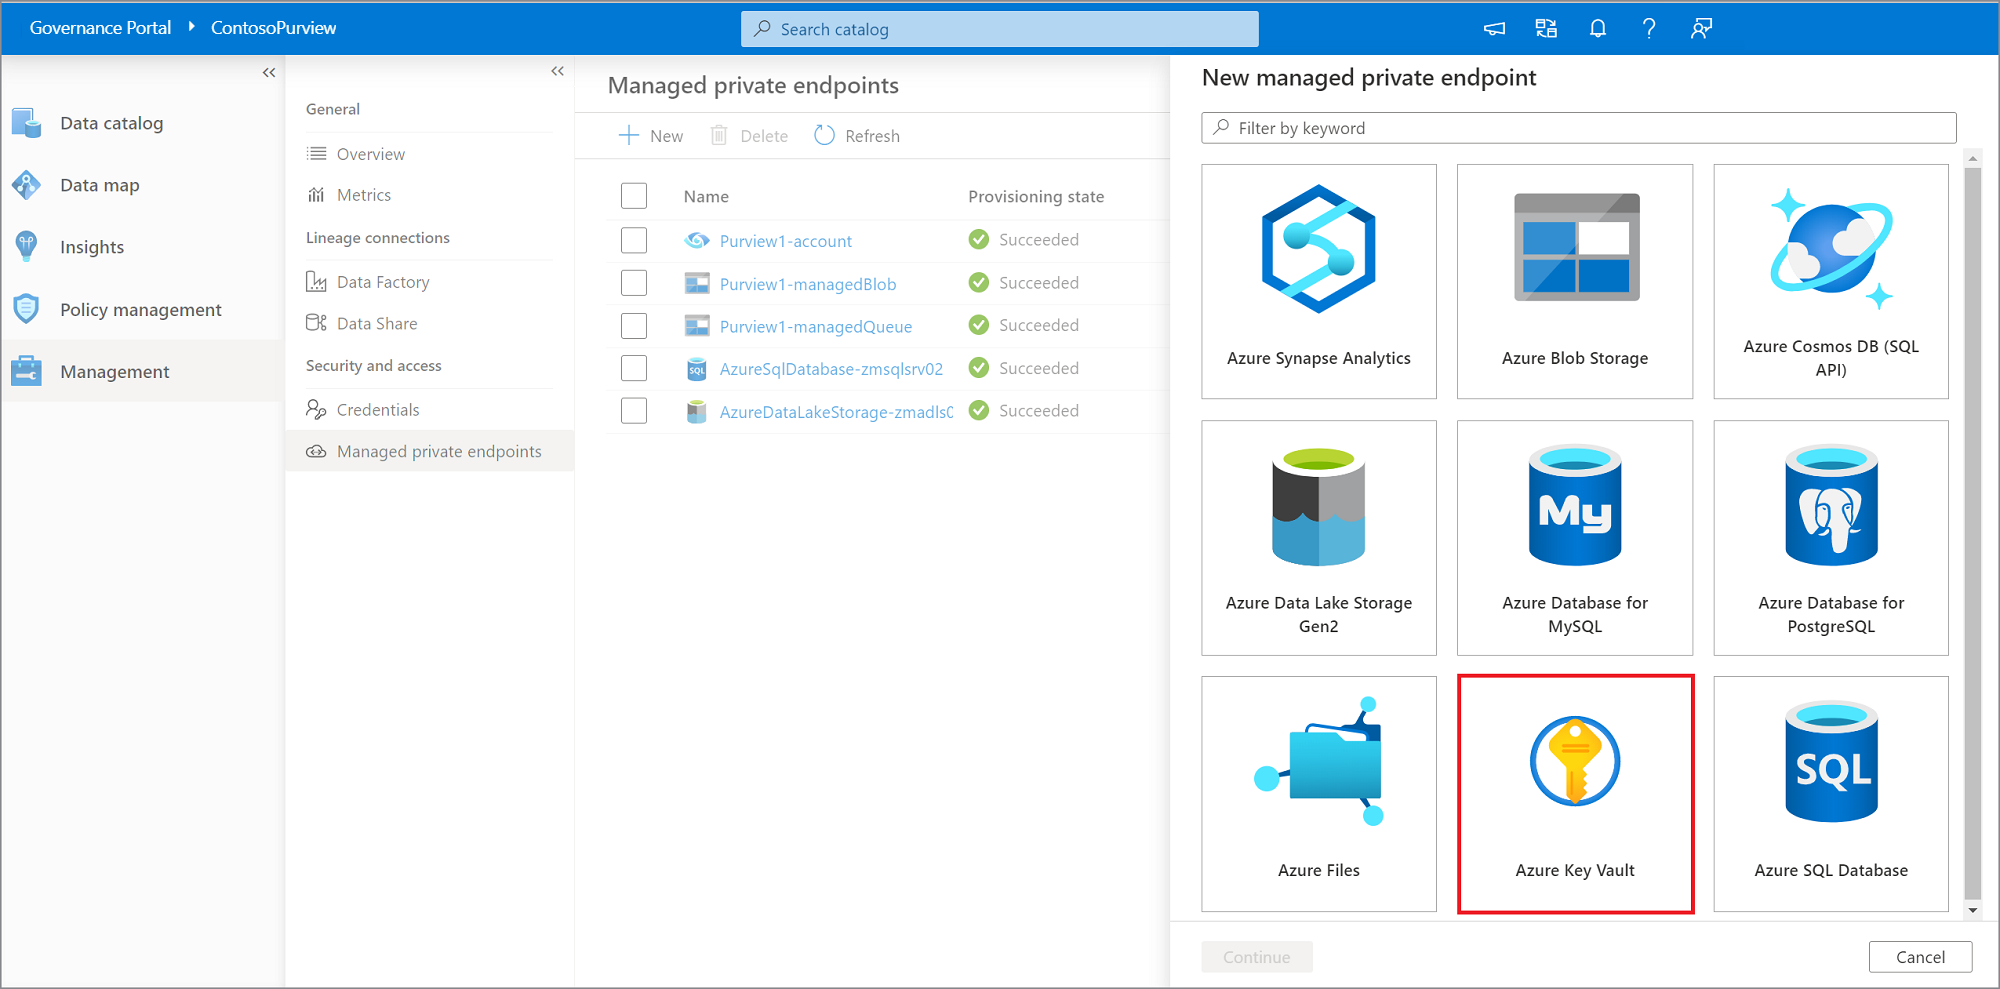 Governance Portal
ContosoPurview
Search catalog
Data catalog
Data map
Insights
Policy management
Management
General
Overview
Metrics
Lineage connections
Data Factory
Data Share
Security and access
Credentials
Managed private endpoints
Managed private endpoints
New
Delete
Refresh
Name
Provisioning state
Purview1-account
Succeeded
Purview1-managedBlob
Succeeded
Purview1-managedQueue
Succeeded
SQL
AzureSqlDatabase-zmsqlsrv02
Succeeded
AzureDataLakeStorage-zmadls0
Succeeded
New managed private endpoint
Filter by keyword
Azure Synapse Analytics
Azure Blob Storage
Azure Cosmos DB (SQL
API)
Azure Data Lake Storage
Gen2
My
Azure Database for
MySQL
Azure Database for
PostgreSQL
Azure Files
Azure Key Vault
SQL
Azure SQL Database
Continue
Cancel